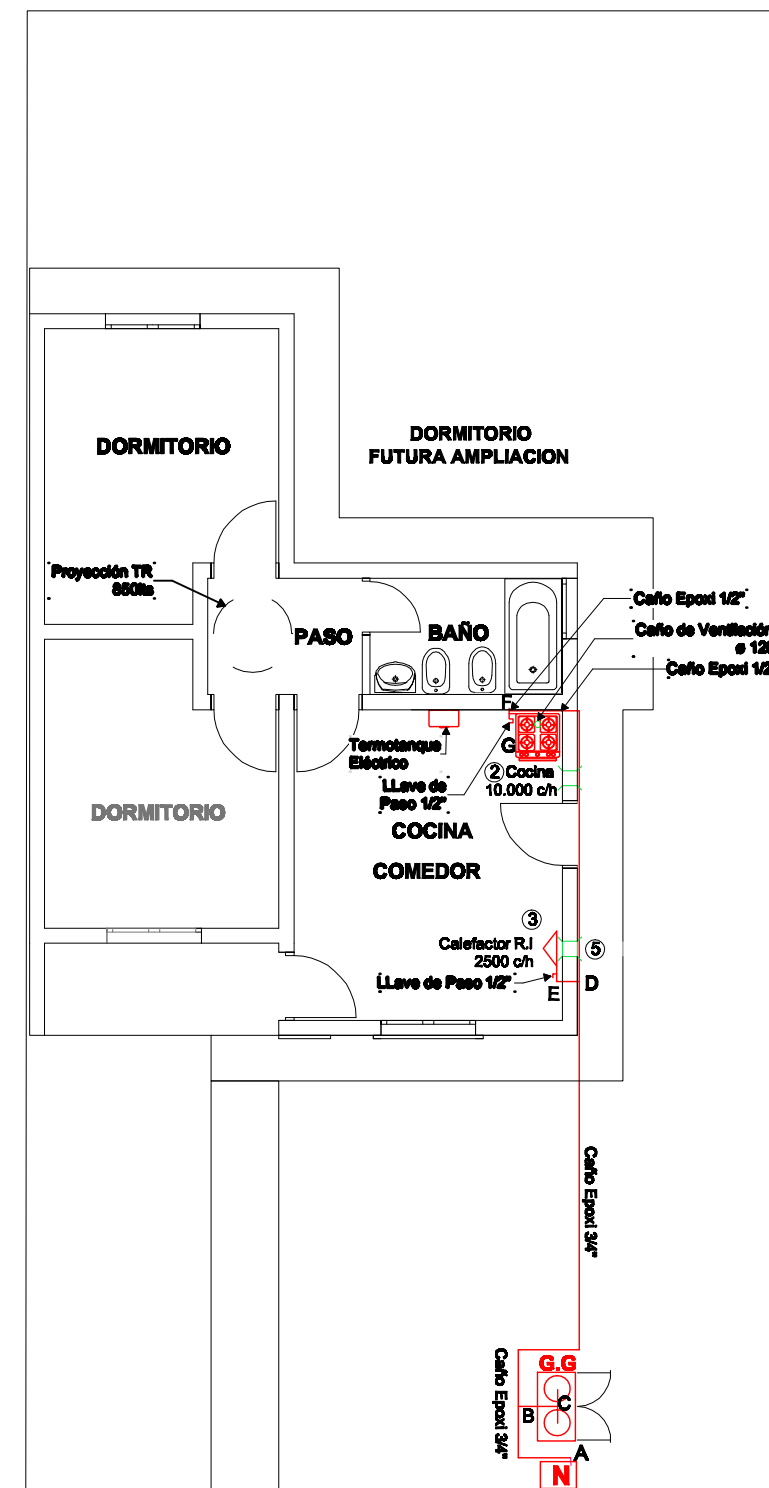 DORMITORIO
DORMITORIO
FUTURA AMPLIACION
Proyección TR
850lts
Caño Epoxi 1/2"
PASO
BAÑO
Caño de Ventilación
ø 120
Caño Epoxi 1/2
F
G
Termotanque
Eléctrico
2 Cocina
10.000 c/h
LLave de
Paso 1/2"
DORMITORIO
COCINA
COMEDOR
3
Calefactor R.I
2500 c/h
5
LLave de Paso 1/2"
E
D
Caño Epoxi 3/4"
Caño Epoxi 3/4"
G.G
C
B
A
N